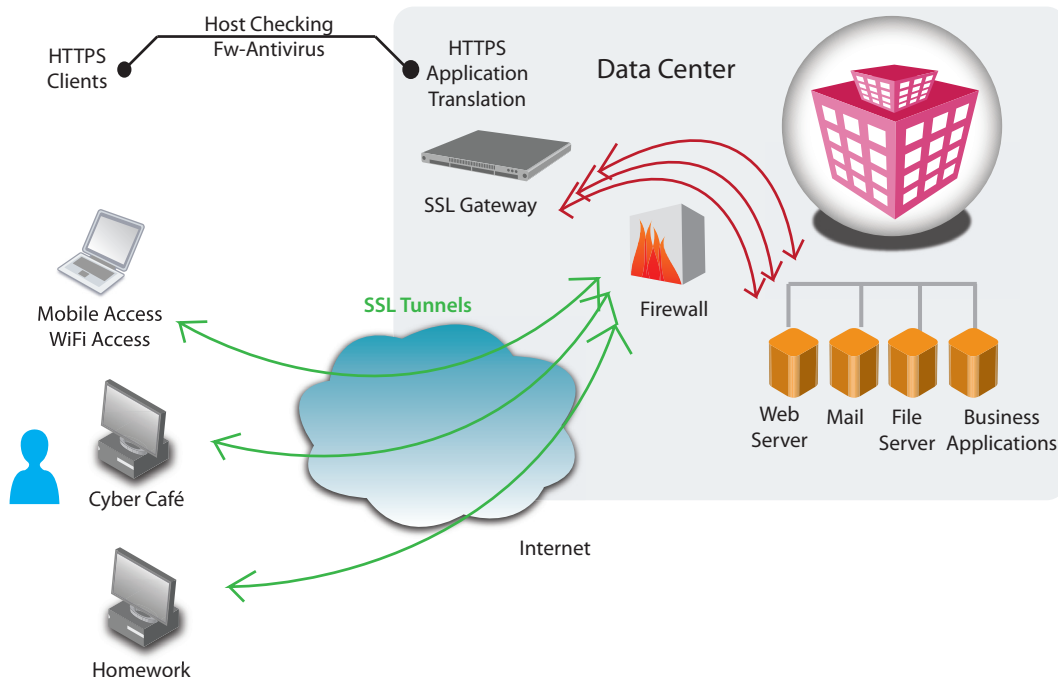 Host Checking
Fw-Antivirus
HTTPS
Clients
HTTPS
Application
Translation
Data Center
SSL Gateway
Firewall
SSL Tunnels
Mobile Access
WiFi Access
Web
Server
Mail
File
Server
Business
Applications
Cyber Café
Internet
Homework